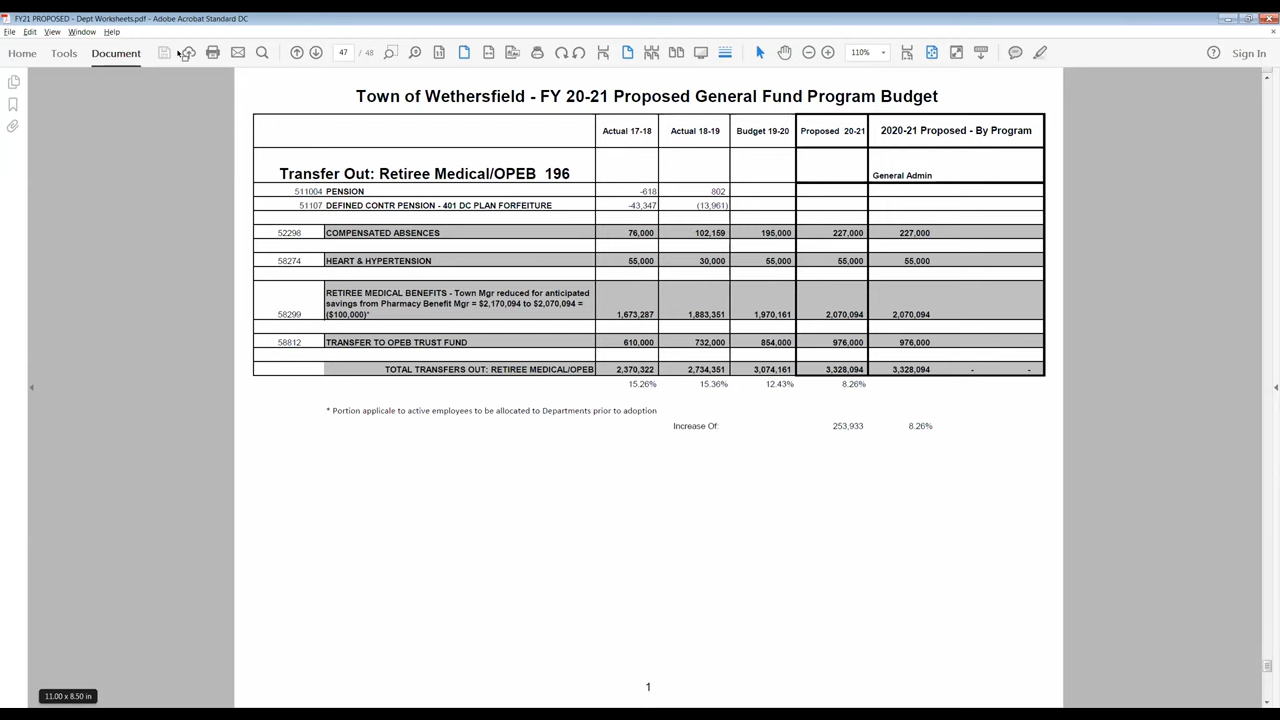 FY21 PROPOSED - Dept Worksheets.pdf - Adobe Acrobat Standard DC
File Edit View Window Help
Home Tools Document 47 / 48 110% Sign In
Town of Wethersfield - FY 20-21 Proposed General Fund Program Budget
Actual 17-18 Actual 18-19 Budget 19-20 Proposed 20-21 2020-21 Proposed - By Program
Transfer Out: Retiree Medical/OPEB 196 General Admin
511004 PENSION -618 802
51107 DEFINED CONTR PENSION - 401 DC PLAN FORFEITURE -43,347 (13,961)
52298 COMPENSATED ABSENCES 76,000 102,159 195,000 227,000 227,000
58274 HEART & HYPERTENSION 55,000 30,000 55,000 55,000 55,000
RETIREE MEDICAL BENEFITS - Town Mgr reduced for anticipated
savings from Pharmacy Benefit Mgr = $2,170,094 to $2,070,094 =
58299 ($100,000)* 1,673,287 1,883,351 1,970,161 2,070,094 2,070,094
58812 TRANSFER TO OPEB TRUST FUND 610,000 732,000 854,000 976,000 976,000
TOTAL TRANSFERS OUT: RETIREE MEDICAL/OPEB 2,370,322 2,734,351 3,074,161 3,328,094 3,328,094 - -
15.26% 15.36% 12.43% 8.26%
* Portion applicale to active employees to be allocated to Departments prior to adoption
Increase Of: 253,933 8.26%
1
11.00 x 8.50 in